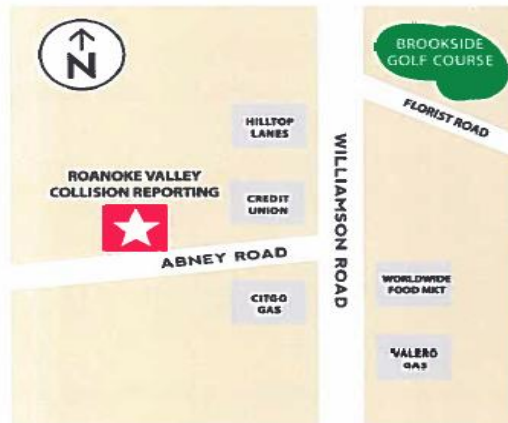 N
BROOKSIDE
GOLF COURSE
FLORIST ROAD
HILLTOP
LANES
WILLIAMSON ROAD
ROANOKE VALLEY
COLLISION REPORTING
CREDIT
UNION
ABNEY ROAD
WORLDWIDE
FOOD MKT
CITGO
GAS
VALERO
GAS